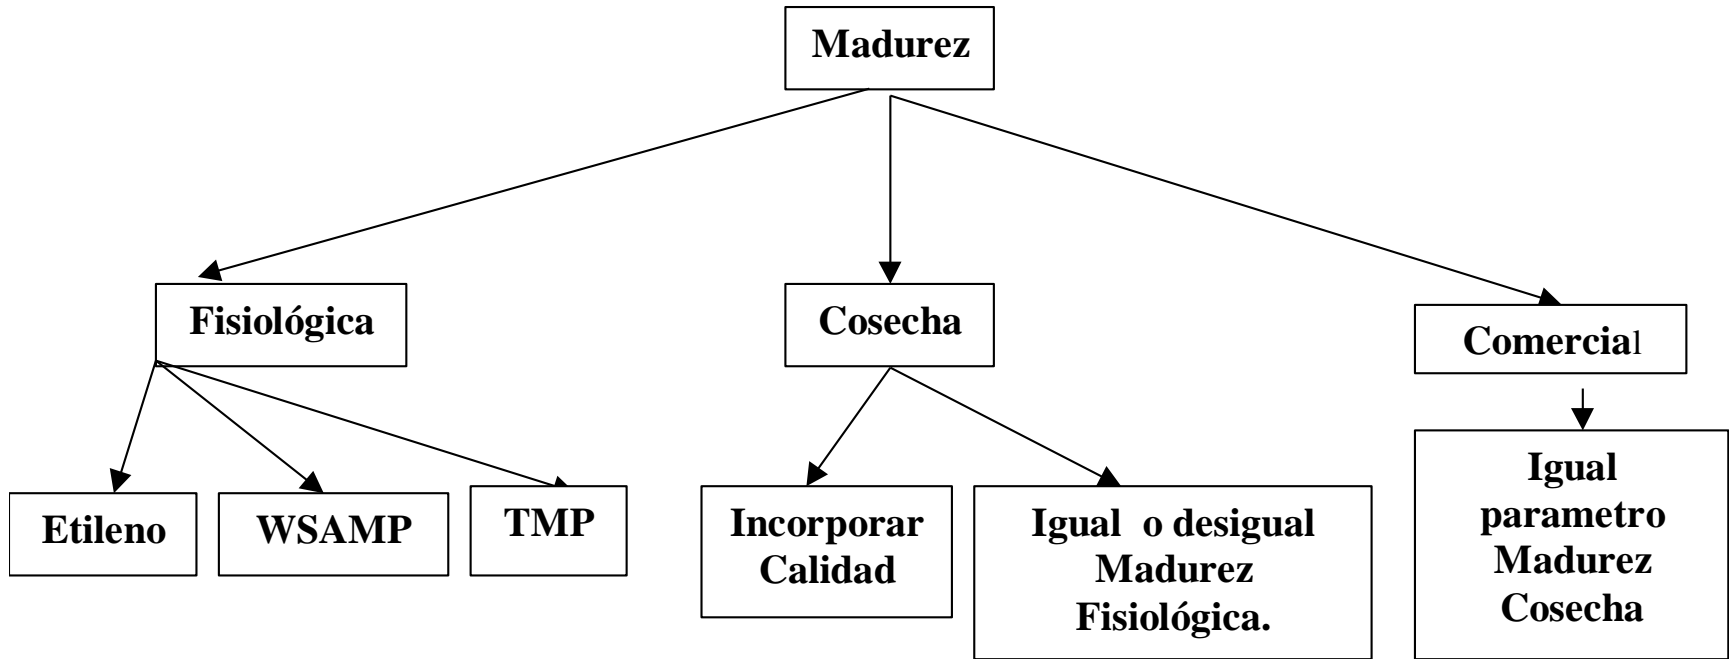 Madurez
Fisiológica
Cosecha
Comercial
Etileno
WSAMP
TMP
Incorporar
Calidad
Igual o desigual
Madurez
Fisiológica.
Igual
parametro
Madurez
Cosecha